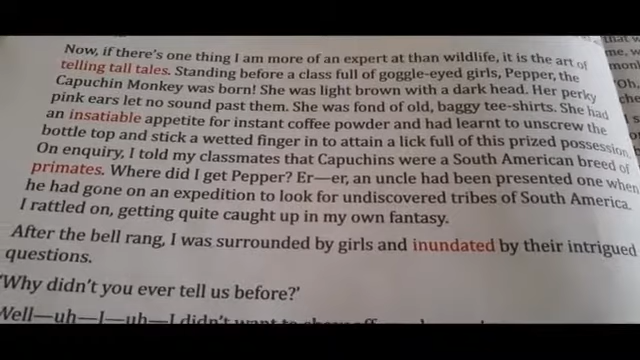 Now, if there's one thing I am more of an expert at than wildlife, it is the art of
telling tall tales. Standing before a class full of goggle-eyed girls, Pepper, the
Capuchin Monkey was born! She was light brown with a dark head. Her perky
pink ears let no sound past them. She was fond of old, baggy tee-shirts. She had
an insatiable appetite for instant coffee powder and had learnt to unscrew the
bottle top and stick a wetted finger in to attain a lick full of this prized possession.
On enquiry, I told my classmates that Capuchins were a South American breed of
primates. Where did I get Pepper? Er—er, an uncle had been presented one when
he had gone on an expedition to look for undiscovered tribes of South America.
I rattled on, getting quite caught up in my own fantasy.
After the bell rang, I was surrounded by girls and inundated by their intrigued
questions.
'Why didn't you ever tell us before?'
Well—uh—I—uh—I didn't want to